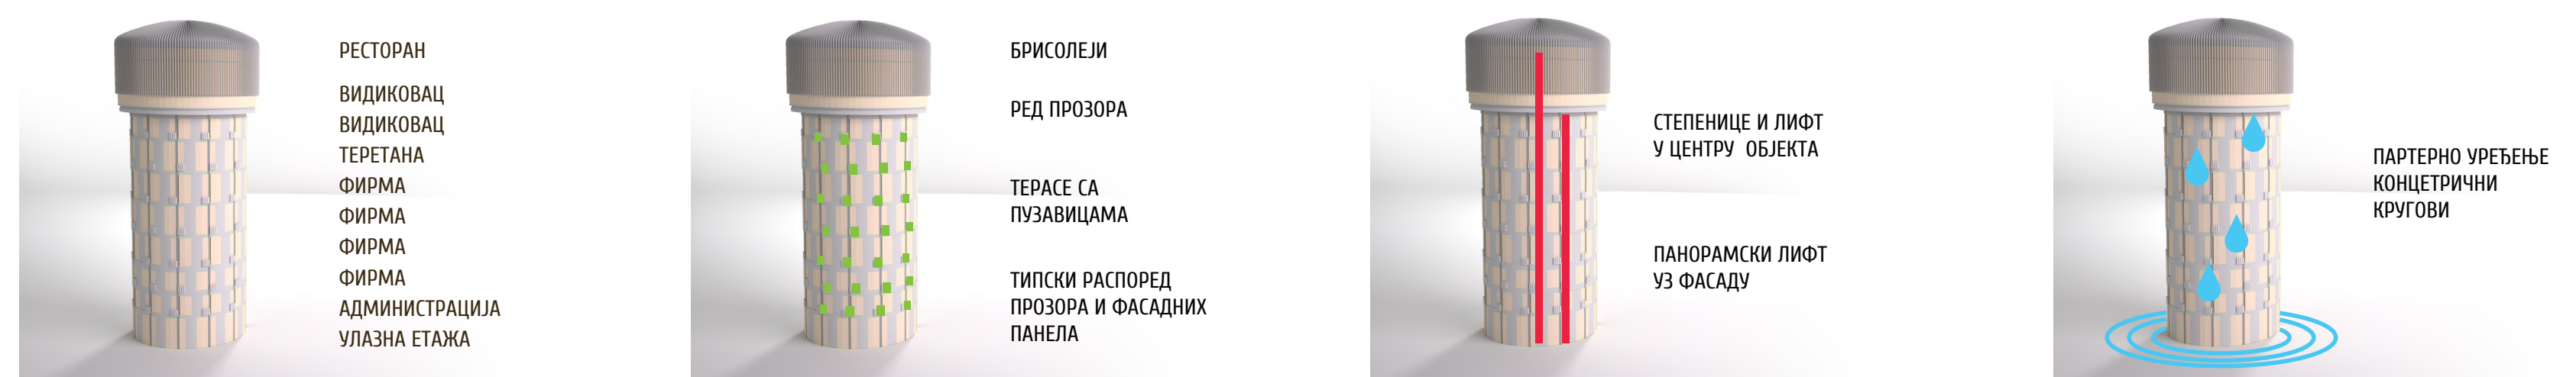 РЕСТОРАН
ВИДИКОВАЦ
ВИДИКОВАЦ
ТЕРЕТАНА
ФИРМА
ФИРМА
ФИРМА
ФИРМА
АДМИНИСТРАЦИЈА
УЛАЗНА ЕТАЖА
БРИСОЛЕЈИ
РЕД ПРОЗОРА
ТЕРАСЕ СА
ПУЗАВИЦАМА
ТИПСКИ РАСПОРЕД
ПРОЗОРА И ФАСАДНИХ
ПАНЕЛА
СТЕПЕНИЦЕ И ЛИФТ
У ЦЕНТРУ ОБЈЕКТА
ПАНОРАМСКИ ЛИФТ
УЗ ФАСАДУ
ПАРТЕРНО УРЕЂЕЊЕ
КОНЦЕТРИЧНИ
КРУГОВИ